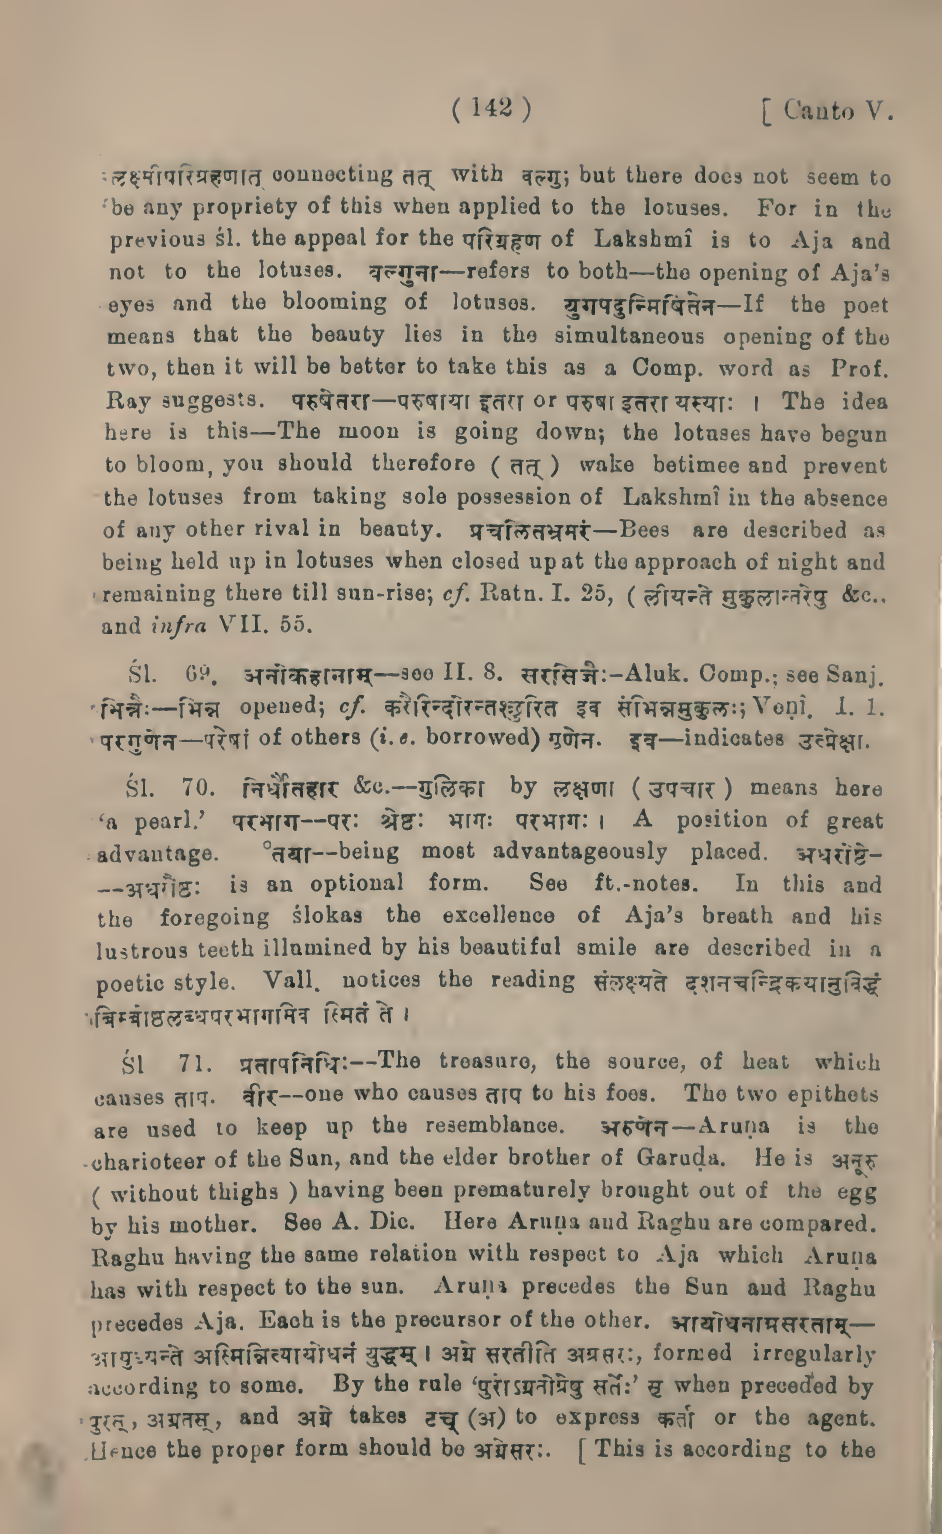 ( 142 ) [ Canto V.
लक्ष्मीपरिग्रहणात् connecting तत् with वल्गु; but there does not seem to
be any propriety of this when applied to the lotuses. For in the
previous śl. the appeal for the परिग्रहण of Lakshmî is to Aja and
not to the lotuses. वल्गुना—refers to both—the opening of Aja's
eyes and the blooming of lotuses. युगपदुन्मिषितेन—If the poet
means that the beauty lies in the simultaneous opening of the
two, then it will be better to take this as a Comp. word as Prof.
Ray suggests. परुषेतरा—परुषाया इतरा or परुषा इतरा यस्याः । The idea
here is this—The moon is going down; the lotuses have begun
to bloom, you should therefore ( तत् ) wake betimee and prevent
the lotuses from taking sole possession of Lakshmî in the absence
of any other rival in beauty. प्रचलितभ्रमरं—Bees are described as
being held up in lotuses when closed up at the approach of night and
remaining there till sun-rise; cf. Ratn. I. 25, ( लीयन्ते मुकुलान्तरेषु &c..
and infra VII. 55.
Śl. 69. अनोकहानाम्—see II. 8. सरसिजैः-Aluk. Comp.; see Sanj.
भिन्नैः—भिन्न opened; cf. करैरिन्दोरन्तश्छुरित इव संभिन्नमुकुलः; Veṇî. I. 1.
परगुणेन—परेषां of others (i. e. borrowed) गुणेन. इव—indicates उत्प्रेक्षा.
Śl. 70. निर्धौतहार &c.—गुलिका by लक्षणा ( उपचार ) means here
'a pearl.' परभाग--परः श्रेष्ठः भागः परभागः । A position of great
advantage. °तया--being most advantageously placed. अधरोष्ठे-
--अधरौष्ठः is an optional form. See ft.-notes. In this and
the foregoing ślokas the excellence of Aja's breath and his
lustrous teeth illumined by his beautiful smile are described in a
poetic style. Vall. notices the reading संलक्ष्यते दशनचन्द्रिकयानुविद्धं
बिम्बोष्ठलब्धपरभागमिव स्मितं ते ।
Śl 71. प्रतापनिधिः--The treasure, the source, of heat which
causes ताप. वीर--one who causes ताप to his foes. The two epithets
are used to keep up the resemblance. अरुणेन—Aruṇa is the
charioteer of the Sun, and the elder brother of Garuḍa. He is अनूरु
( without thighs ) having been prematurely brought out of the egg
by his mother. See A. Dic. Here Aruṇa and Raghu are compared.
Raghu having the same relation with respect to Aja which Aruṇa
has with respect to the sun. Aruṇa precedes the Sun and Raghu
precedes Aja. Each is the precursor of the other. आयोधनाग्रसरताम्—
आयुध्यन्ते अस्मिन्नित्यायोधनं युद्धम् । अग्रे सरतीति अग्रसरः, formed irregularly
according to some. By the rule 'पुरोऽग्रतोग्रेषु सर्तेः' सृ when preceded by
पुरस्, अग्रतस्, and अग्रे takes टच् (अ) to express कर्ता or the agent.
Hence the proper form should be अग्रेसरः. [ This is according to the